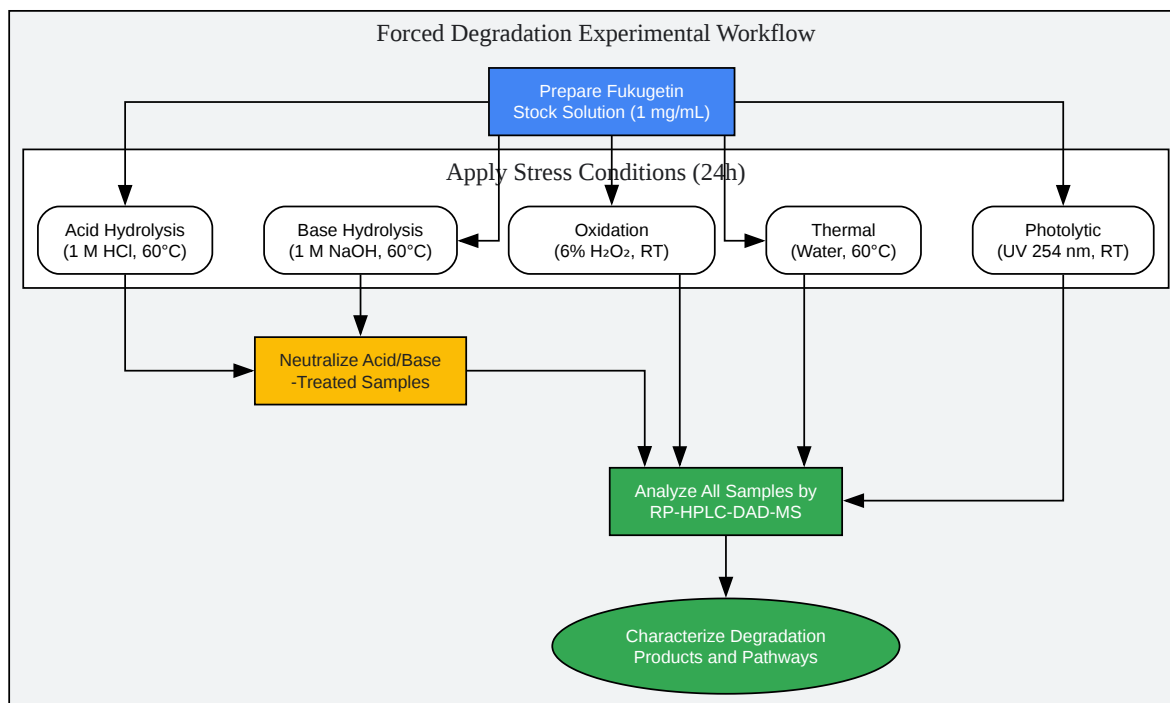 Forced Degradation Experimental Workflow
Prepare Fukugetin
Stock Solution (1 mg/mL)
Apply Stress Conditions (24h)
Acid Hydrolysis
(1 M HCl, 60°C)
Base Hydrolysis
(1 M NaOH, 60°C)
Oxidation
(6% H₂O₂, RT)
Thermal
(Water, 60°C)
Photolytic
(UV 254 nm, RT)
Neutralize Acid/Base
-Treated Samples
Analyze All Samples by
RP-HPLC-DAD-MS
Characterize Degradation
Products and Pathways